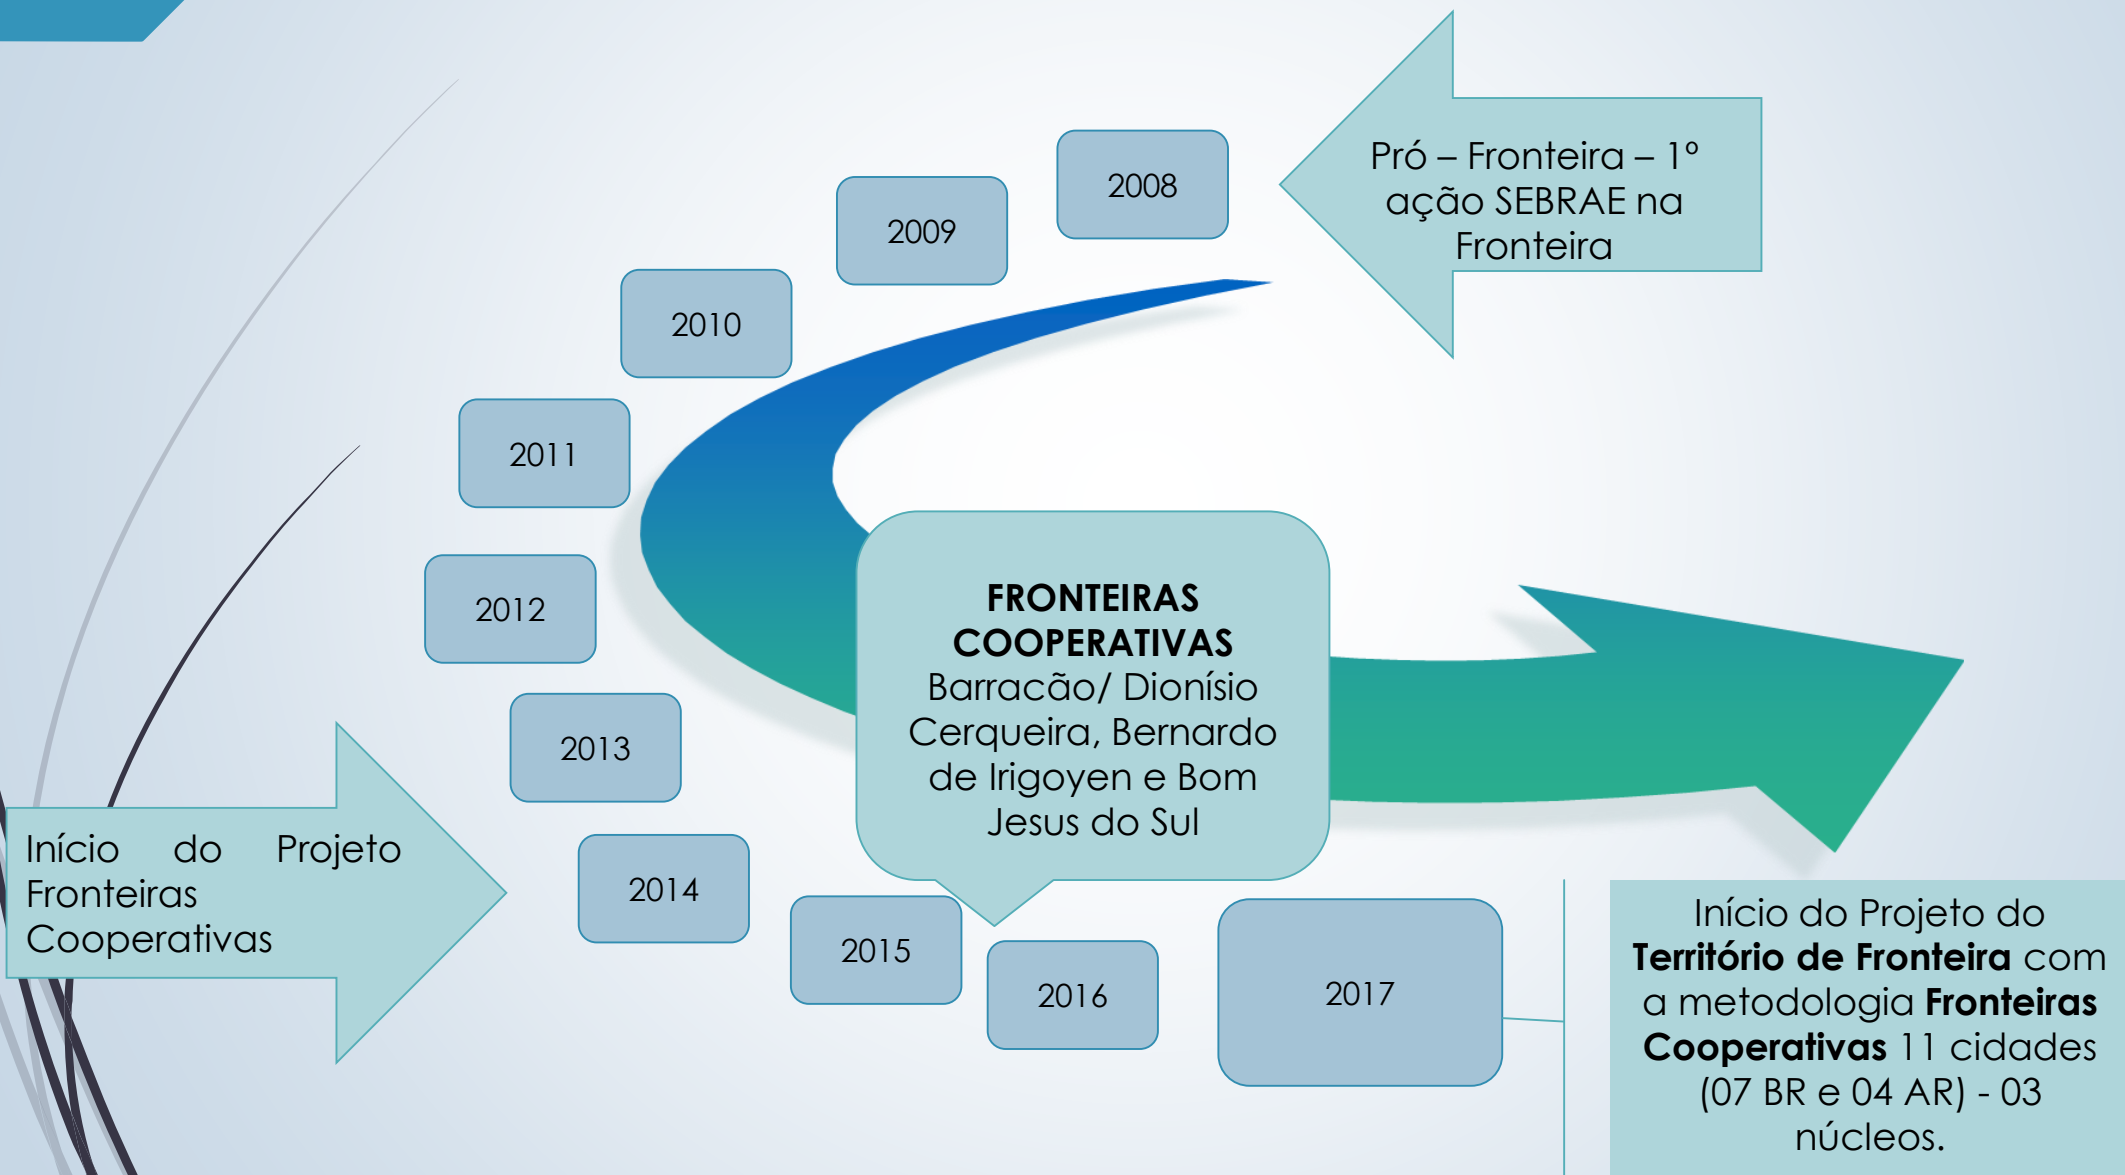 Pró – Fronteira – 1º
ação SEBRAE na
Fronteira
2008
2009
2010
2011
2012
2013
2014
2015
2016
2017
FRONTEIRAS
COOPERATIVAS
Barracão/ Dionísio
Cerqueira, Bernardo
de Irigoyen e Bom
Jesus do Sul
Início do Projeto
Fronteiras
Cooperativas
Início do Projeto do
Território de Fronteira com
a metodologia Fronteiras
Cooperativas 11 cidades
(07 BR e 04 AR) - 03
núcleos.